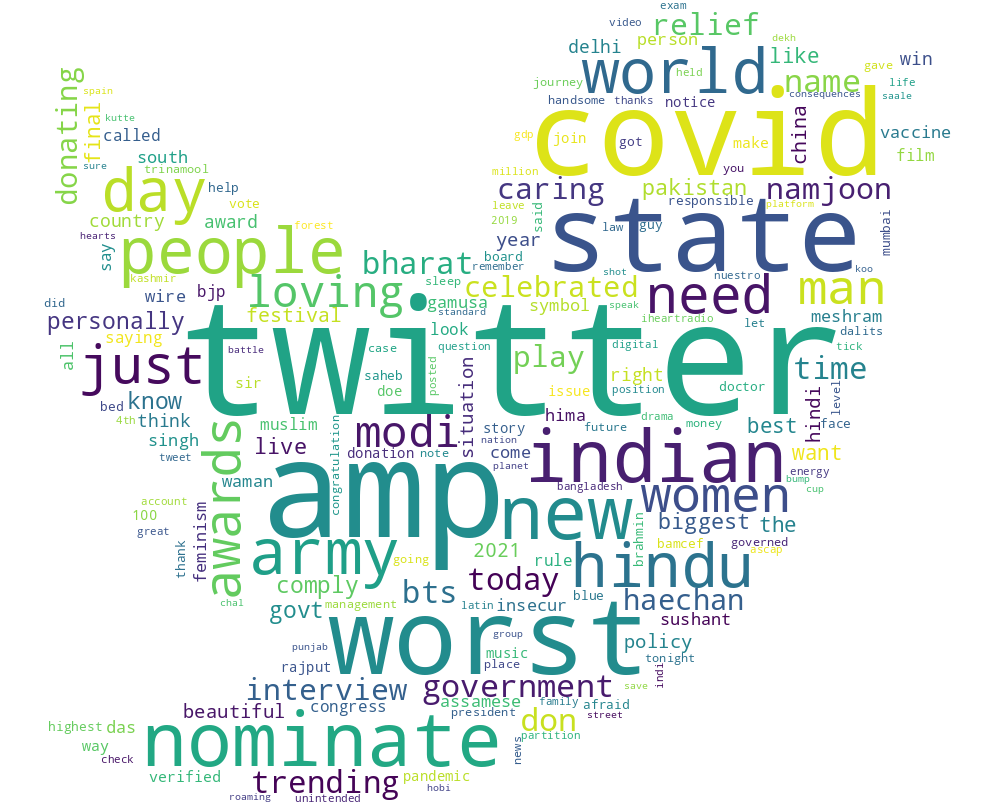 exam
video
relief
dekh
person
delhi
like
win
world
gave
held
donating
spain
journey
name
life
consequences
saale
handsome
thanks
notice
covid
final
kutte
called
gdp
join
got
make
china
vaccine
film
south
sure
trinamool
million
you
day
help
caring
pakistan
namjoon
responsible
platform
vote
leave
2019
said
law
guy
mumbai
country
award
forest
people
hearts
state
say
year
board
bharat
remember
koo
kashmir
shot
nuestro
wire
bjp
loving
sleep
celebrated
need
man
did
gamusa
symbol
speak
iheartradio
let
meshram
personally
festival
standard
dalits
saying
twitter
look
question
digital
tick
all
battle
case
play
time
just
sir
saheb
doe
posted
situation
issue
right
position
doctor
level
bed
know
hima
drama
money
hindi
face
4th
think
muslim
modi
story
future
best
singh
live
donation
note
come
nation
indian
want
tweet
planet
energy
awards
waman
congratulation
amp
bangladesh
women
bump
cup
account
new
100
great
feminism
biggest
the
thank
army
going
2021
rule
brahmin
bamcef
governed
ascap
comply
today
hindu
chal
govt
management
bts
latin
insecur
blue
haechan
sushant
punjab
group
worst
policy
rajput
music
place
tonight
interview
government
indi
save
beautiful
congress
assamese
family
afraid
president
don
street
highest
das
nominate
partition
way
check
news
verified
trending
pandemic
hobi
roaming
unintended